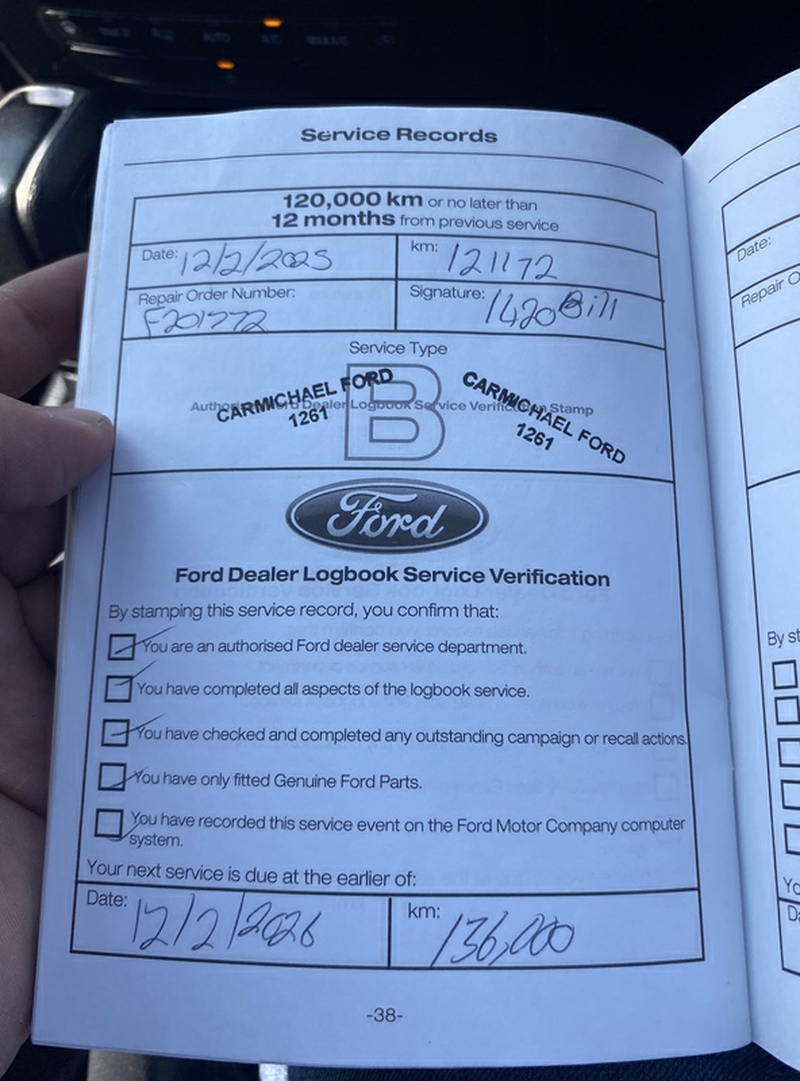 Service Records
120,000 km or no later than
12 months from previous service
Date: 12/2/2025 km: 121172
Repair Order Number: F201772 Signature: 1420 Bill
Service Type
B
Authorised Ford Dealer Logbook Service Verification Stamp
CARMICHAEL FORD
1261
CARMICHAEL FORD
1261
Ford
Ford Dealer Logbook Service Verification
By stamping this service record, you confirm that:
You are an authorised Ford dealer service department.
You have completed all aspects of the logbook service.
You have checked and completed any outstanding campaign or recall actions.
You have only fitted Genuine Ford Parts.
You have recorded this service event on the Ford Motor Company computer
system.
Your next service is due at the earlier of:
Date: 12/2/2026 km: 136,000
-38-
Date:
Repair O
By st
Yo
Da